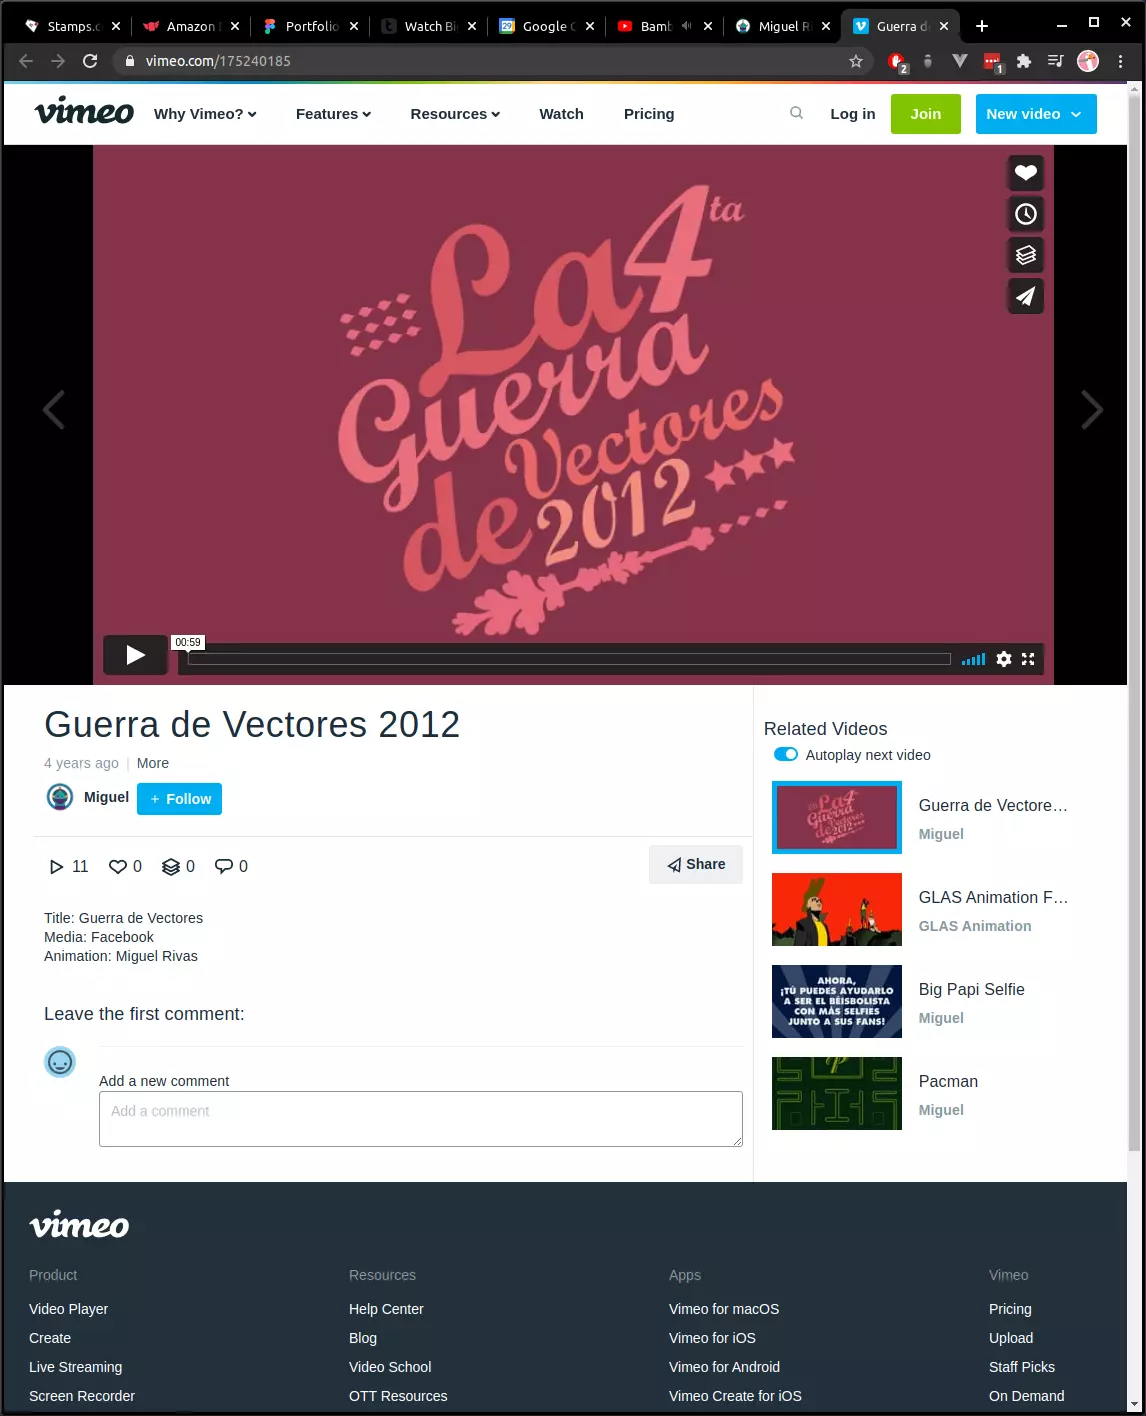 Stamps.c
Amazon
Portfolio
Watch Bi
Google C
Bamb
Miguel R
Guerra d
vimeo.com/175240185
2
1
vimeo
Why Vimeo?
Features
Resources
Watch
Pricing
Log in
Join
New video
La 4ta
Guerra
de Vectores
2012
00:59
Guerra de Vectores 2012
4 years ago | More
Miguel
+ Follow
11
0
0
0
Share
Title: Guerra de Vectores
Media: Facebook
Animation: Miguel Rivas
Leave the first comment:
Add a new comment
Add a comment
Related Videos
Autoplay next video
La 4ta
Guerra
de Vectores
2012
Guerra de Vectore…
Miguel
GLAS Animation F…
GLAS Animation
AHORA,
¡TÚ PUEDES AYUDARLO
A SER EL BÉISBOLISTA
CON MÁS SELFIES
JUNTO A SUS FANS!
Big Papi Selfie
Miguel
Pacman
Miguel
vimeo
Product
Video Player
Create
Live Streaming
Screen Recorder
Resources
Help Center
Blog
Video School
OTT Resources
Apps
Vimeo for macOS
Vimeo for iOS
Vimeo for Android
Vimeo Create for iOS
Vimeo
Pricing
Upload
Staff Picks
On Demand